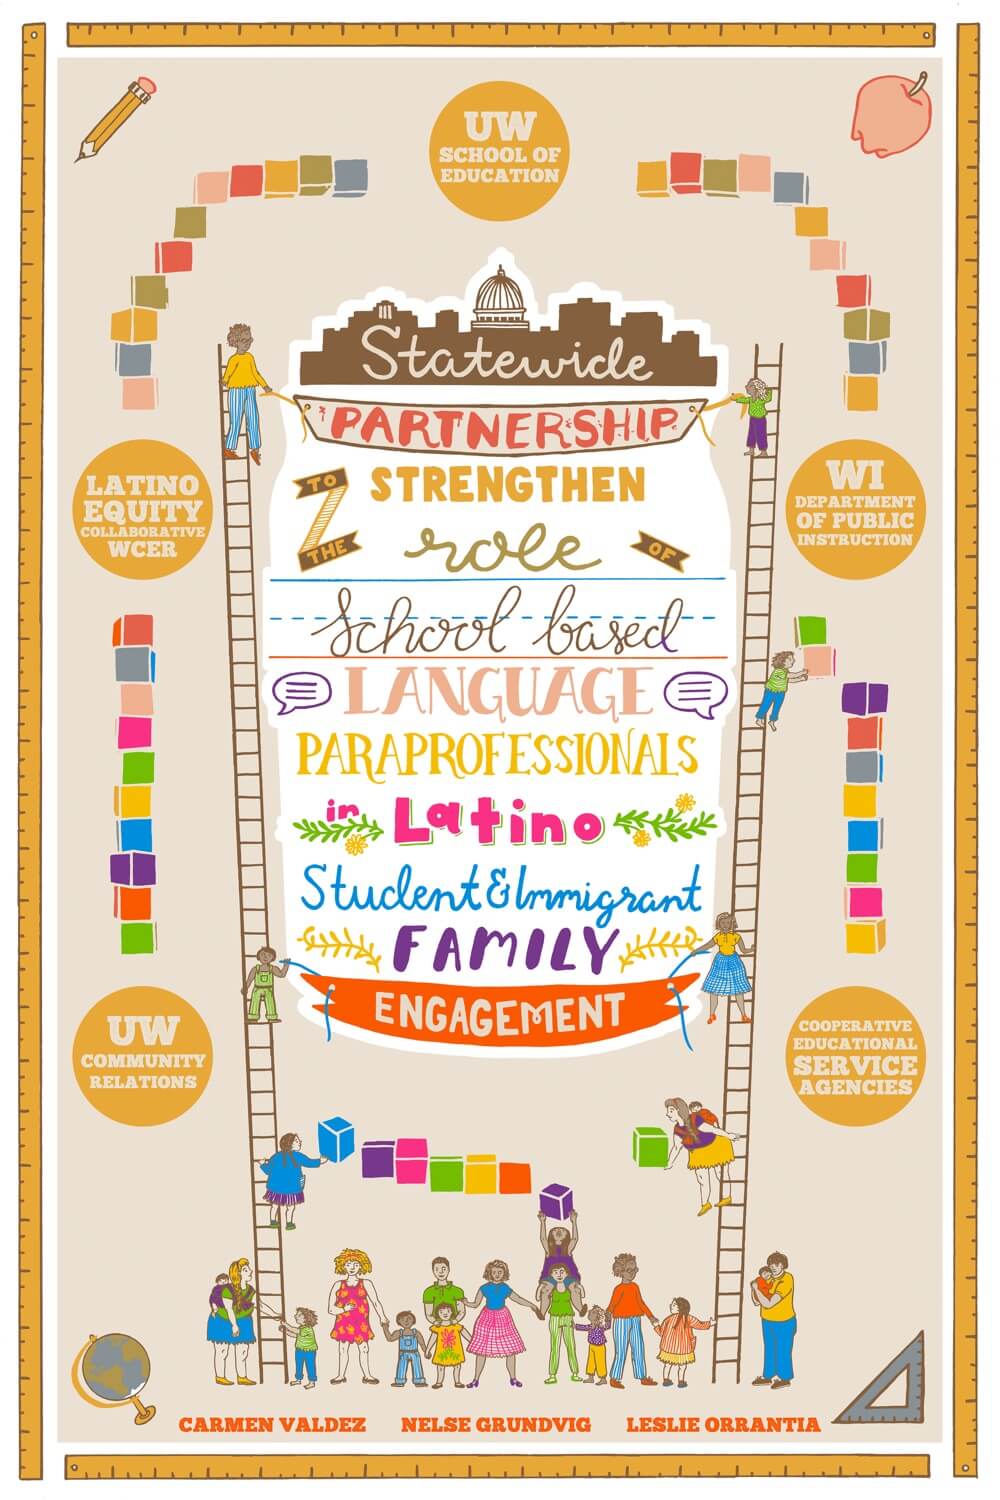 UW
SCHOOL OF
EDUCATION
Statewide
PARTNERSHIP
TO STRENGTHEN
THE role OF
School based
LANGUAGE
PARAPROFESSIONALS
in Latino
Student & Immigrant
FAMILY
ENGAGEMENT
LATINO
EQUITY
COLLABORATIVE
WCER
WI
DEPARTMENT
OF PUBLIC
INSTRUCTION
UW
COMMUNITY
RELATIONS
COOPERATIVE
EDUCATIONAL
SERVICE
AGENCIES
CARMEN VALDEZ NELSE GRUNDVIG LESLIE ORRANTIA